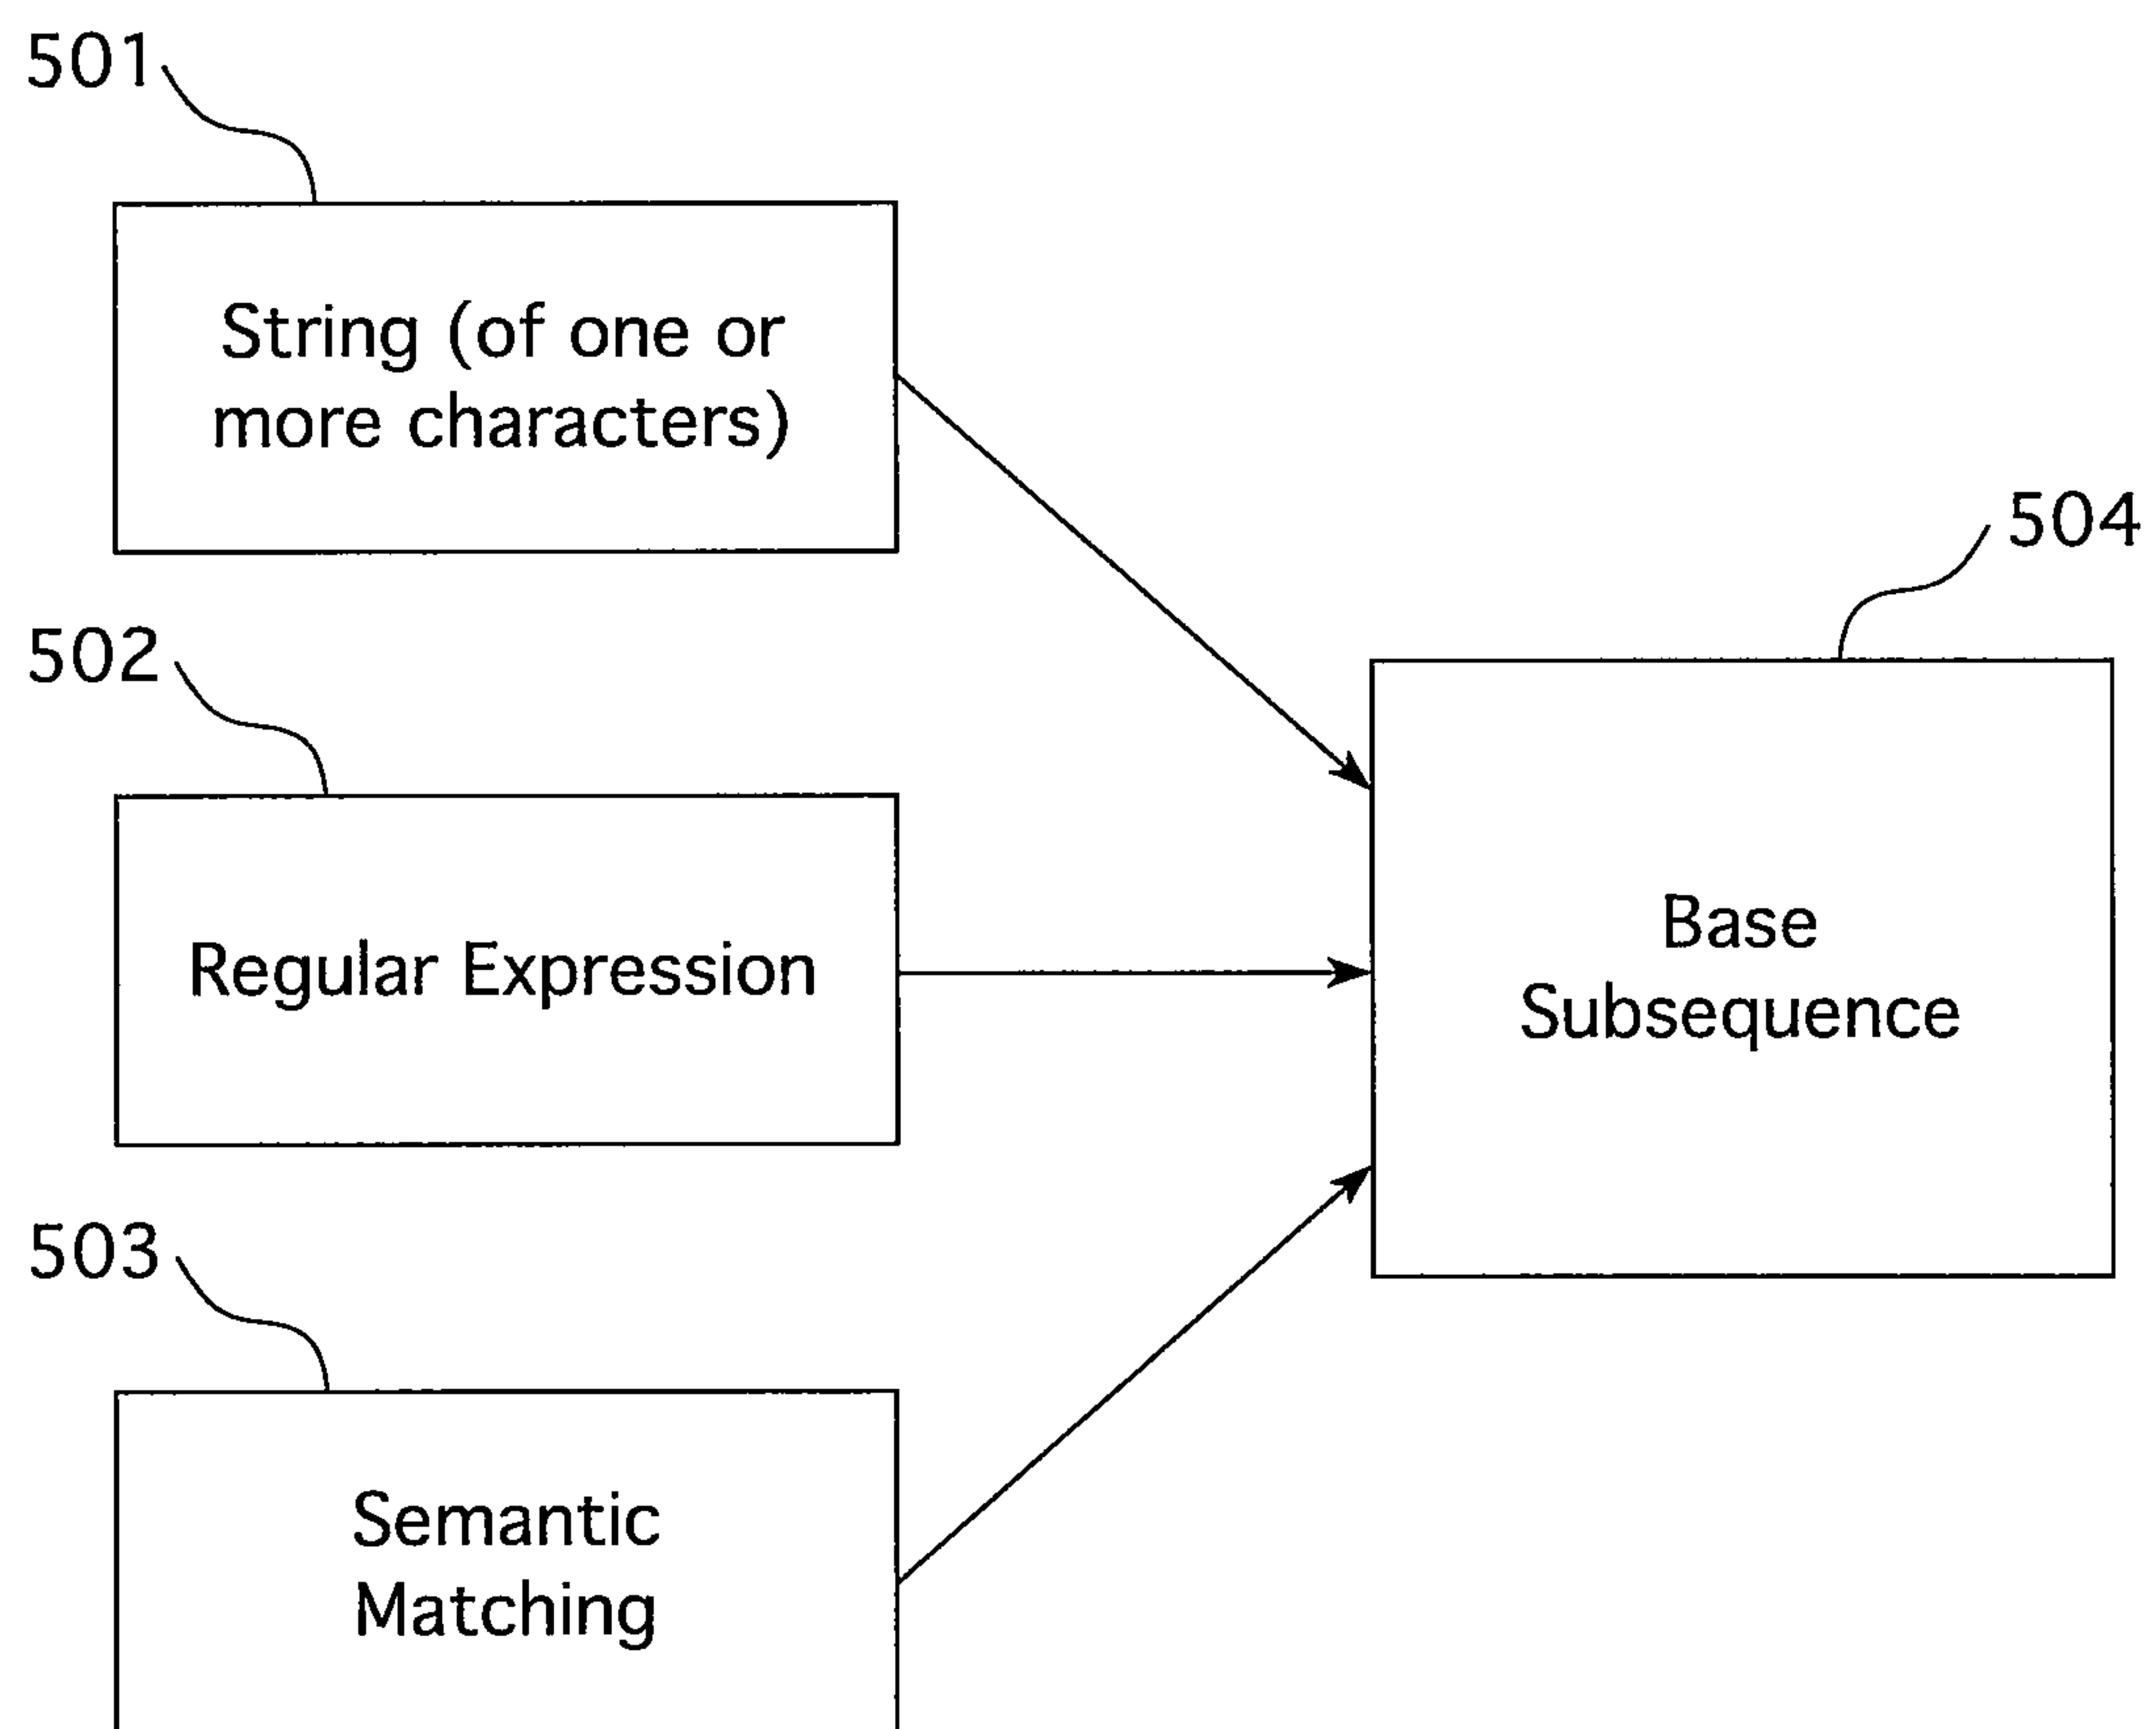 501
String (of one or
more characters)
504
502
Regular Expression
Base
Subsequence
503
Semantic
Matching